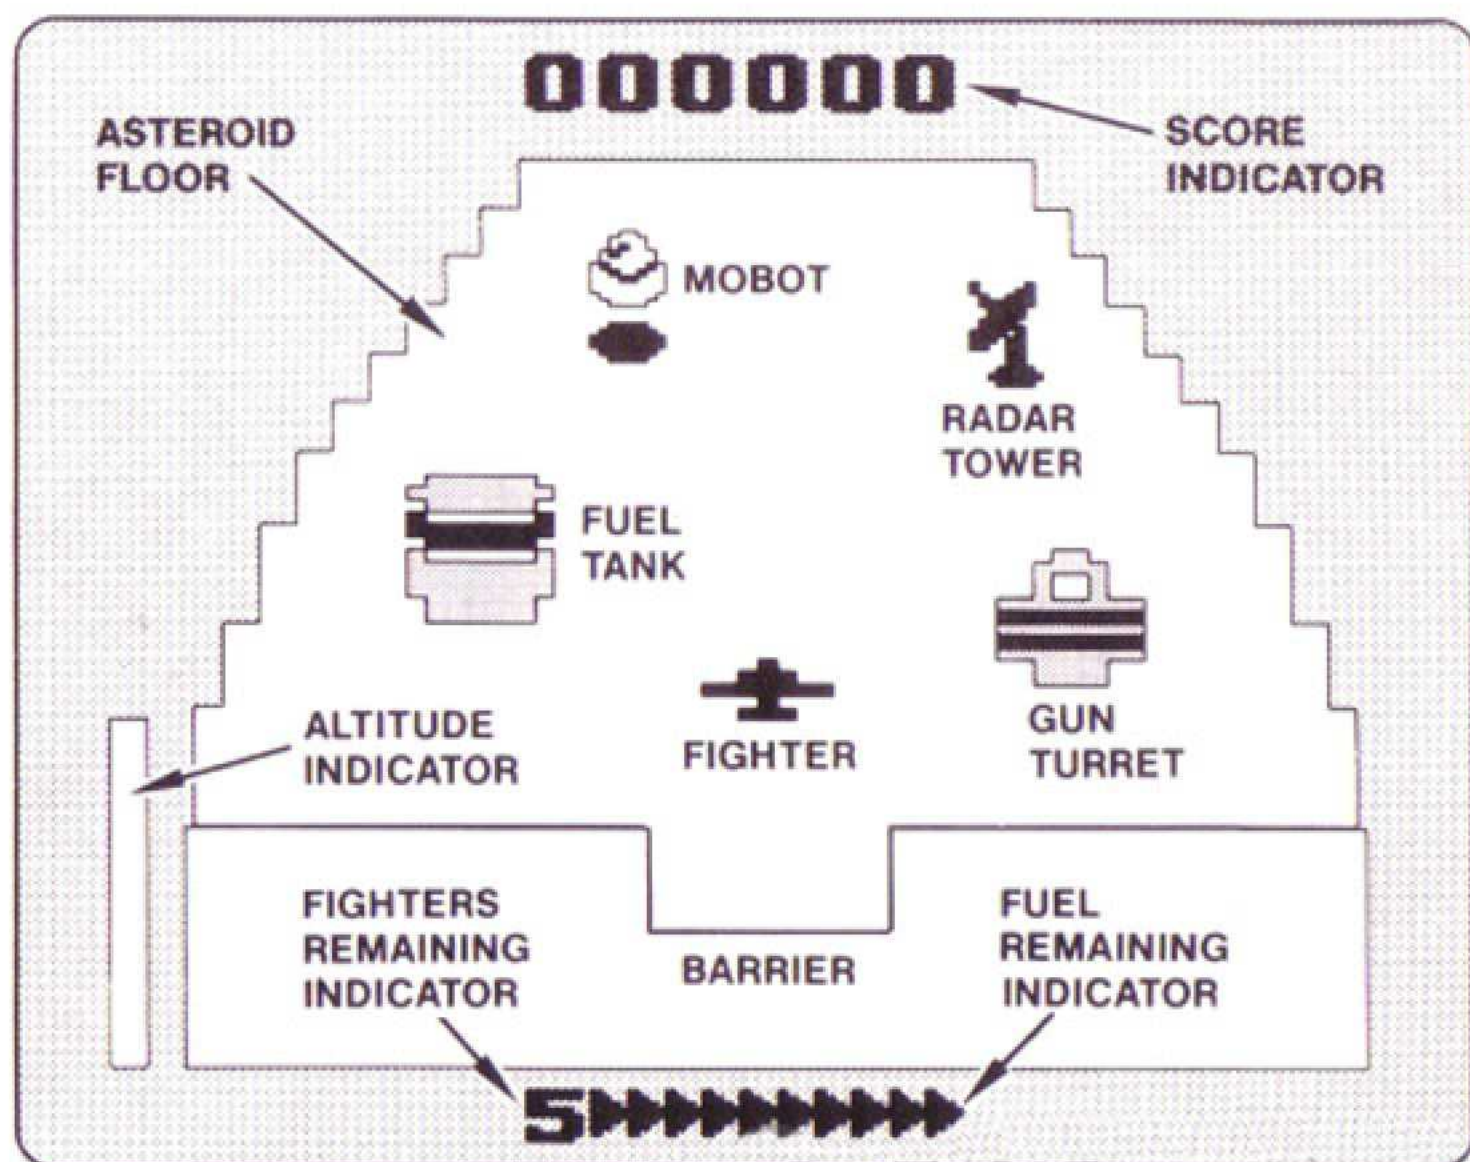 000000
ASTEROID
FLOOR
SCORE
INDICATOR
MOBOT
RADAR
TOWER
FUEL
TANK
ALTITUDE
INDICATOR
FIGHTER
GUN
TURRET
FIGHTERS
REMAINING
INDICATOR
BARRIER
FUEL
REMAINING
INDICATOR
5